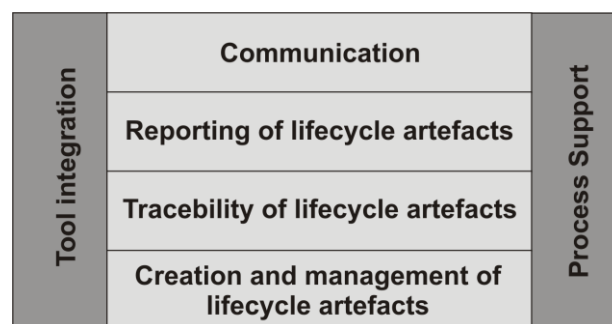 Tool integration
Communication
Reporting of lifecycle artefacts
Tracebility of lifecycle artefacts
Creation and management of
lifecycle artefacts
Process Support